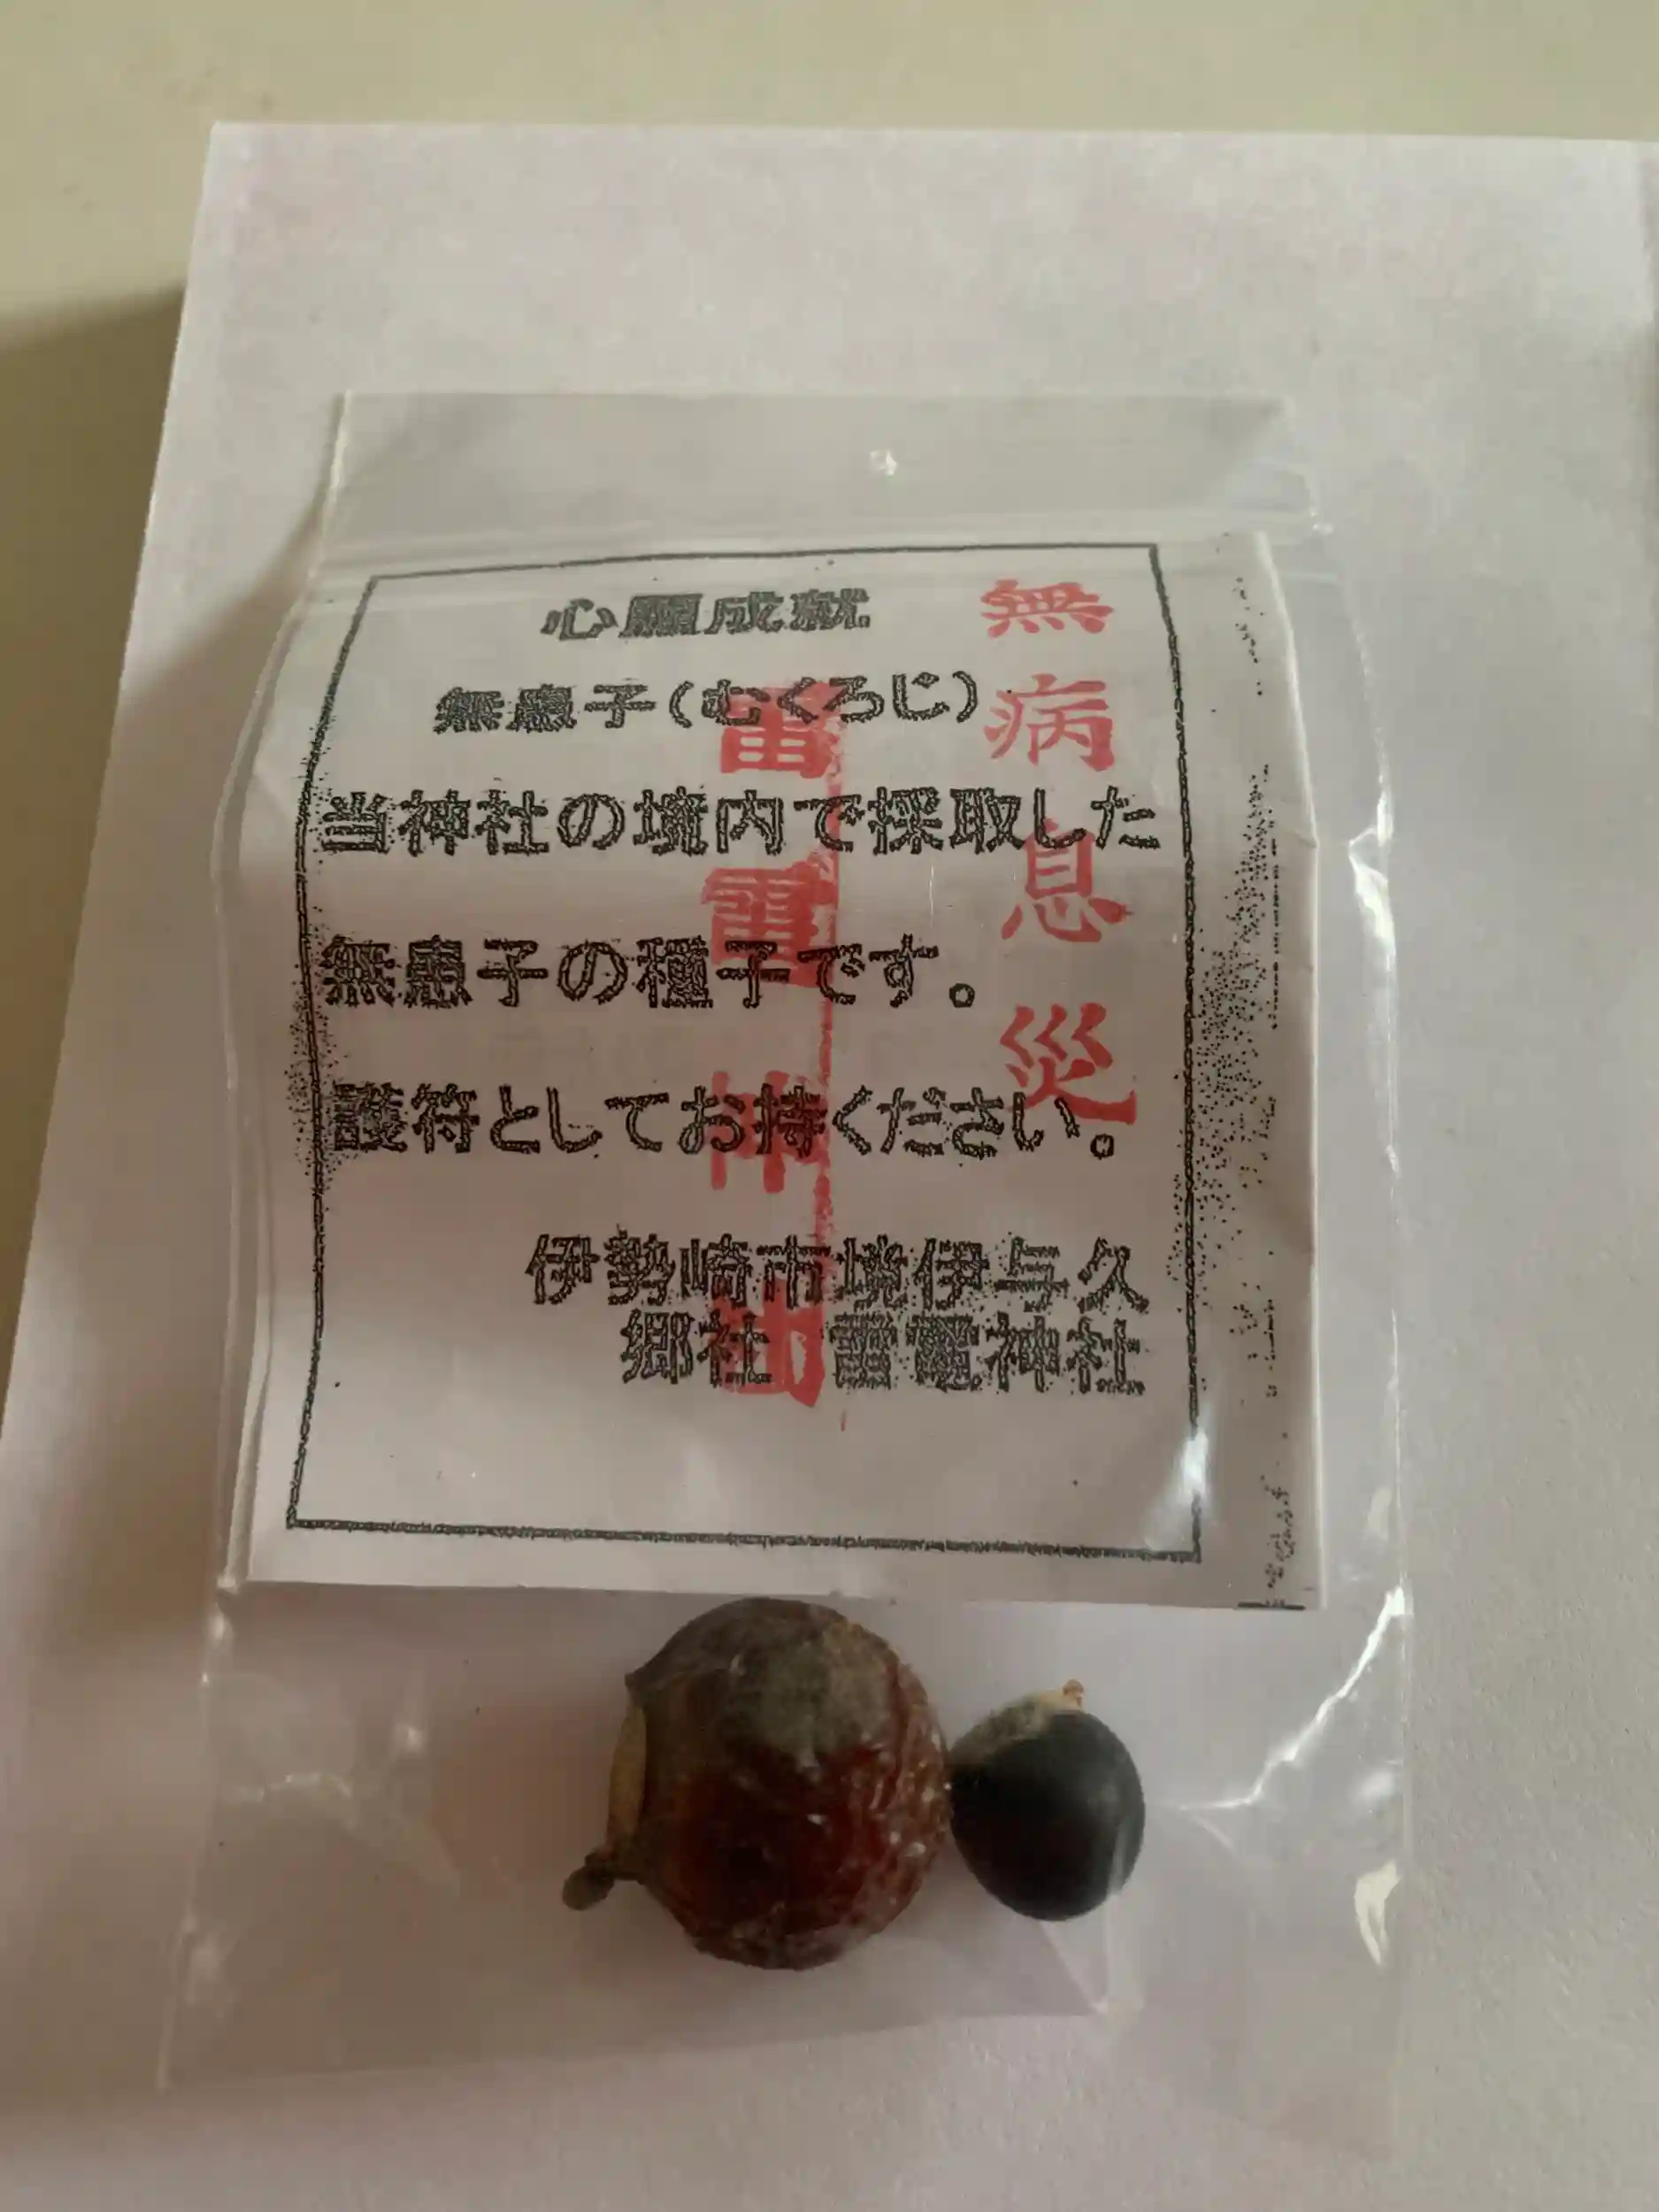 心願成就
無患子(むくろじ)
当神社の境内で採取した
無患子の種子です。
護符としてお持ください。
伊勢崎市境伊与久
郷社 雷電神社
無病息災
雷電神社